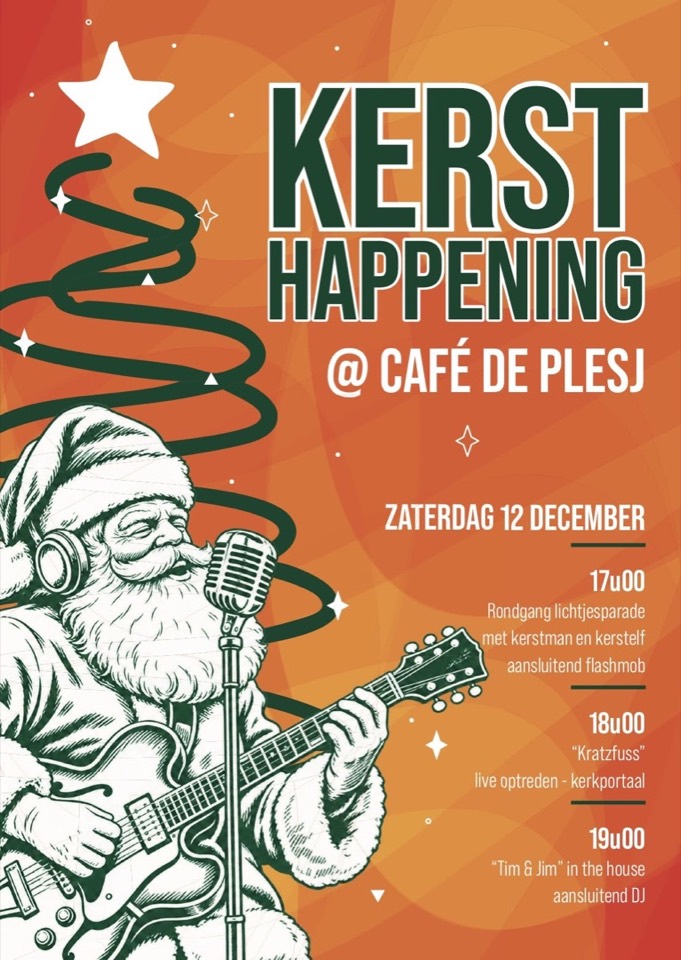 KERST
HAPPENING
@ CAFÉ DE PLESJ
ZATERDAG 12 DECEMBER
17u00
Rondgang lichtjesparade
met kerstman en kerstelf
aansluitend flashmob
18u00
“Kratzfuss”
live optreden - kerkportaal
19u00
“Tim & Jim” in the house
aansluitend DJ